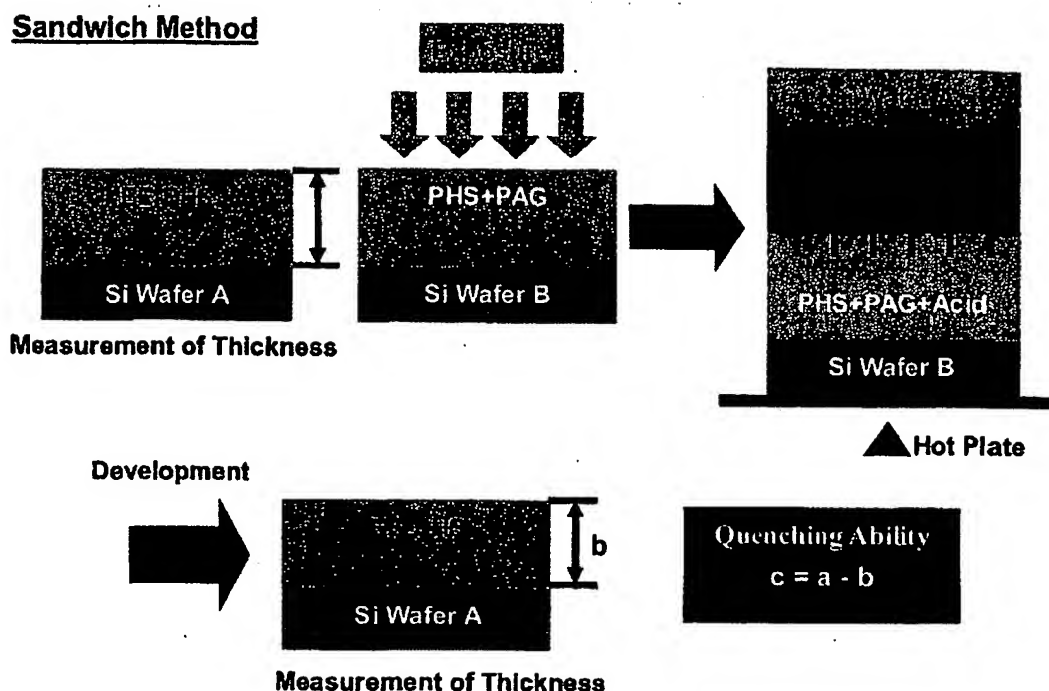 Sandwich Method
PHS+PAG
Si Wafer A
Si Wafer B
Measurement of Thickness
PHS+PAG+Acid
Si Wafer B
Hot Plate
Development
b
Si Wafer A
Measurement of Thickness
Quenching Ability
c = a - b